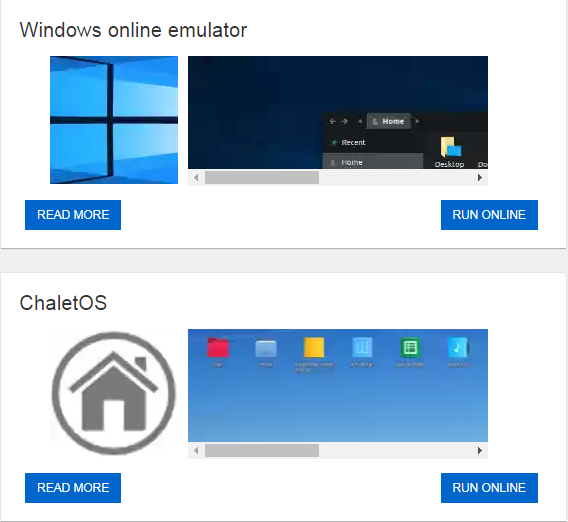 Windows online emulator
Home
Recent
Home
Desktop
Do
READ MORE
RUN ONLINE
ChaletOS
READ MORE
RUN ONLINE